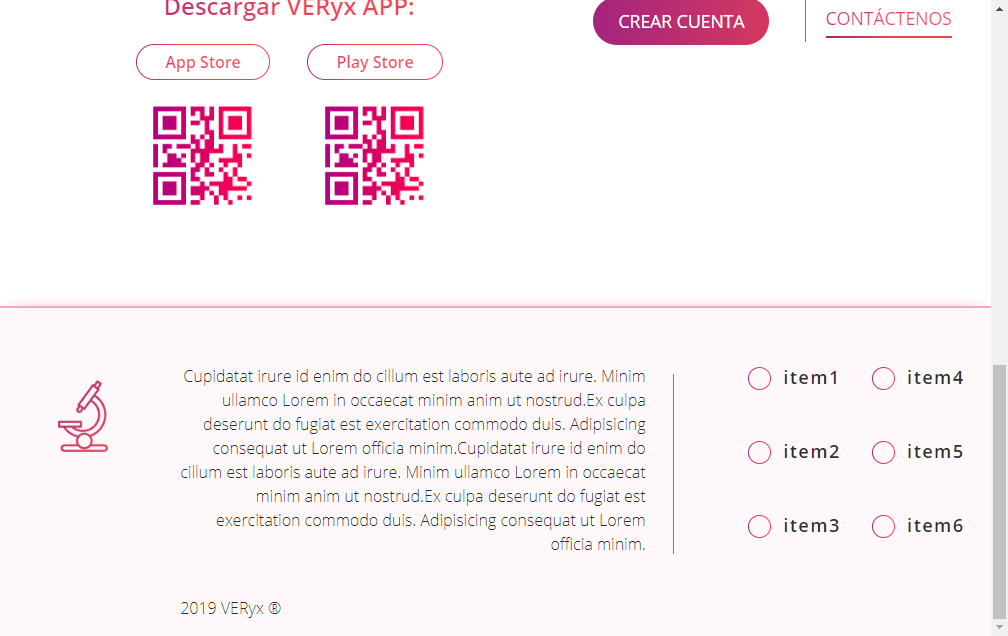 Descargar VERyx APP:
App Store
Play Store
CREAR CUENTA
CONTÁCTENOS
Cupidatat irure id enim do cillum est laboris aute ad irure. Minim
ullamco Lorem in occaecat minim anim ut nostrud.Ex culpa
deserunt do fugiat est exercitation commodo duis. Adipisicing
consequat ut Lorem officia minim.Cupidatat irure id enim do
cillum est laboris aute ad irure. Minim ullamco Lorem in occaecat
minim anim ut nostrud.Ex culpa deserunt do fugiat est
exercitation commodo duis. Adipisicing consequat ut Lorem
officia minim.
item1
item4
item2
item5
item3
item6
2019 VERyx ®